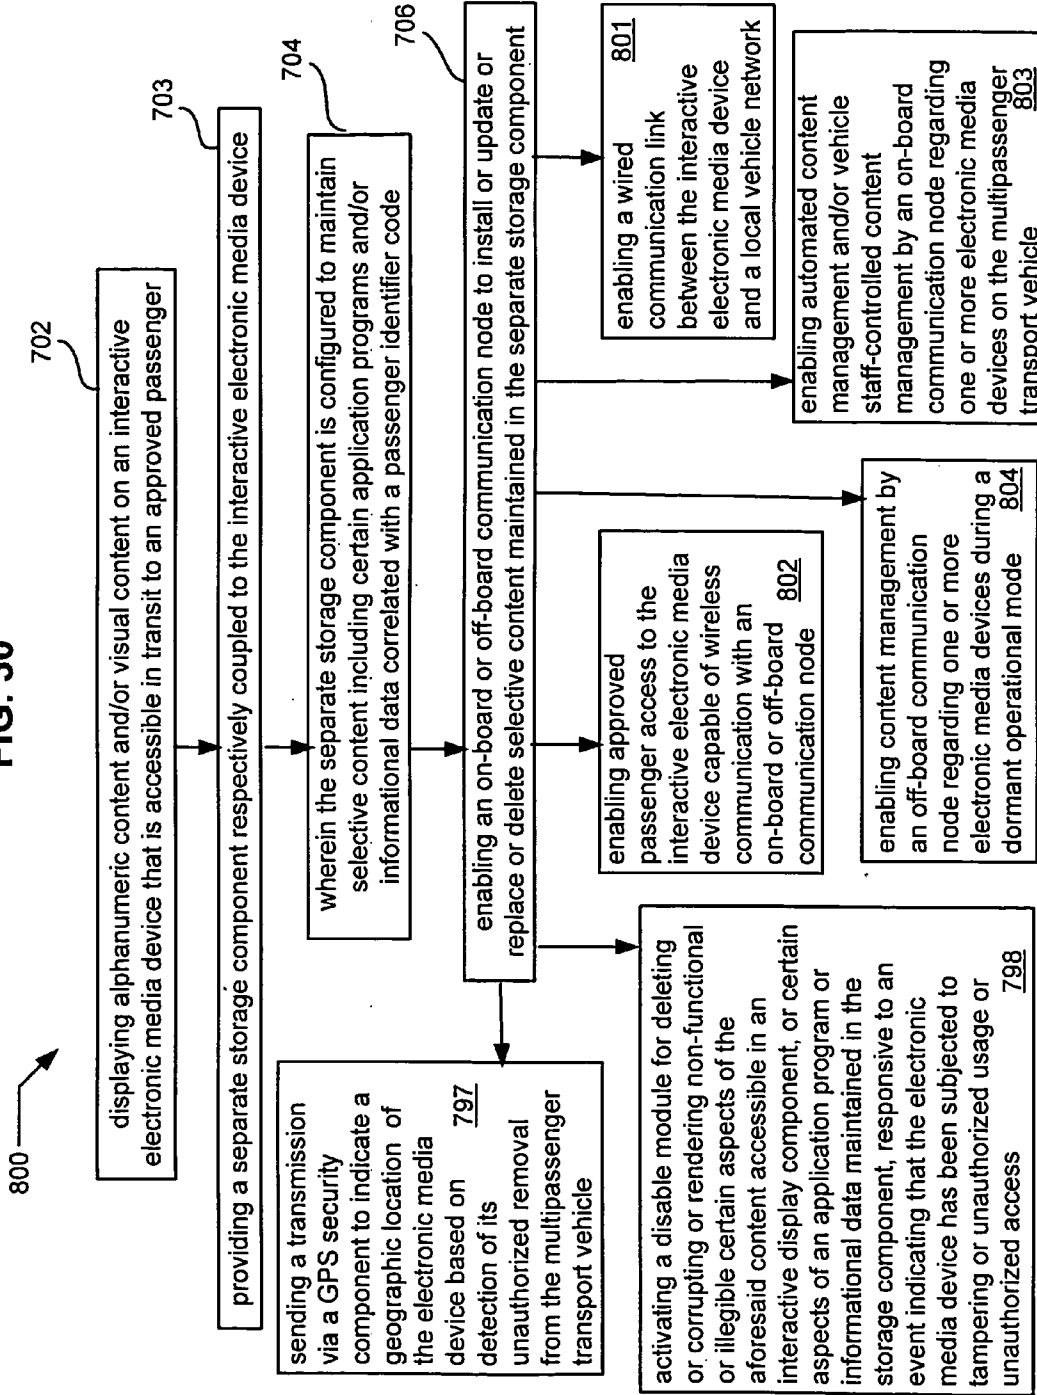 FIG. 30
800
702
displaying alphanumeric content and/or visual content on an interactive
electronic media device that is accessible in transit to an approved passenger
703
providing a separate storage component respectively coupled to the interactive electronic media device
704
wherein the separate storage component is configured to maintain
selective content including certain application programs and/or
informational data correlated with a passenger identifier code
706
enabling an on-board or off-board communication node to install or update or
replace or delete selective content maintained in the separate storage component
sending a transmission
via a GPS security
component to indicate a
geographic location of
the electronic media
device based on 797
detection of its
unauthorized removal
from the multipassenger
transport vehicle
activating a disable module for deleting
or corrupting or rendering non-functional
or illegible certain aspects of the
aforesaid content accessible in an
interactive display component, or certain
aspects of an application program or
informational data maintained in the
storage component, responsive to an
event indicating that the electronic
media device has been subjected to
tampering or unauthorized usage or
unauthorized access 798
enabling approved
passenger access to the
interactive electronic media
device capable of wireless
communication with an
on-board or off-board 802
communication node
enabling content management by
an off-board communication
node regarding one or more
electronic media devices during a
dormant operational mode 804
enabling a wired 801
communication link
between the interactive
electronic media device
and a local vehicle network
enabling automated content
management and/or vehicle
staff-controlled content
management by an on-board
communication node regarding
one or more electronic media
devices on the multipassenger
transport vehicle 803